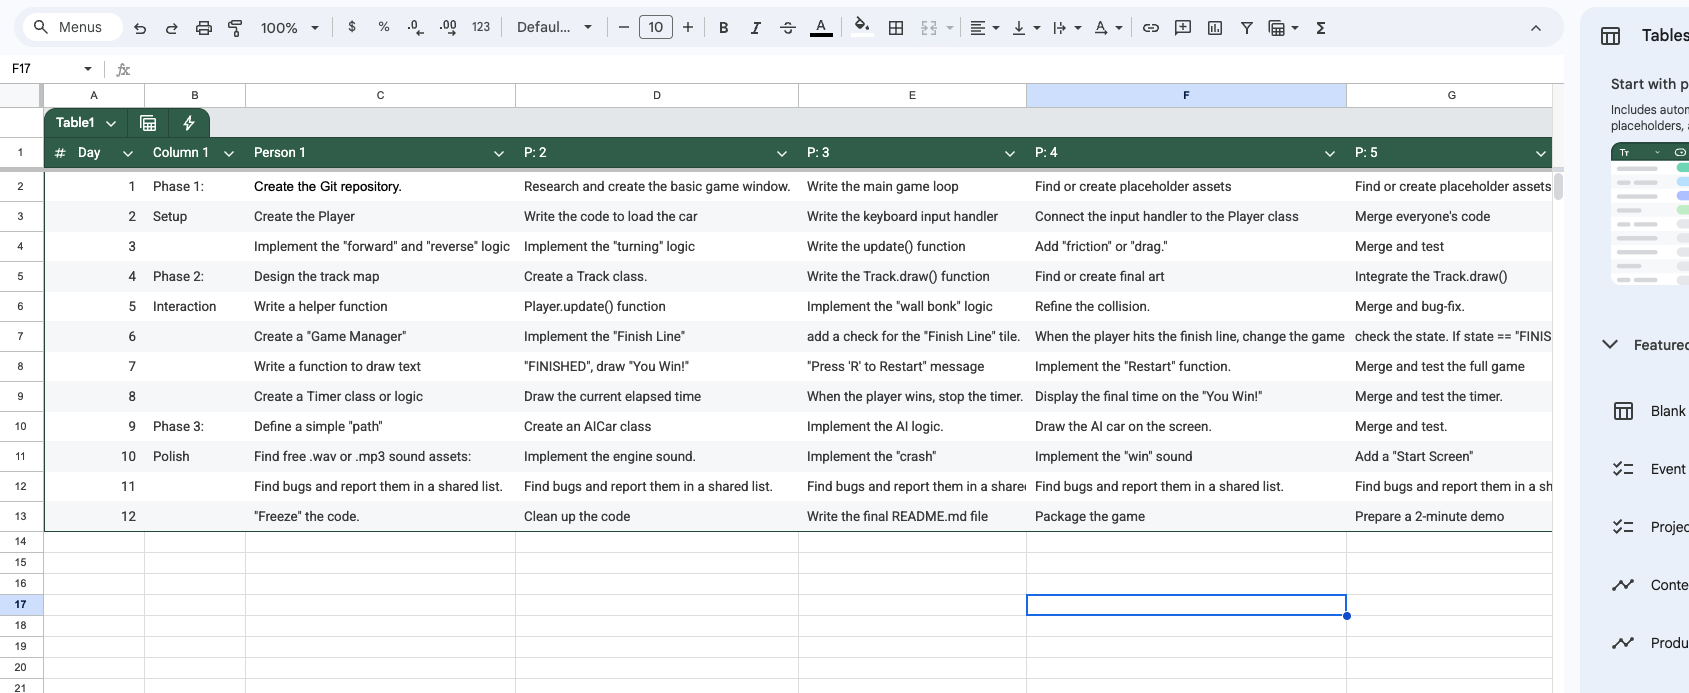 Menus 100% $ % .0 .00 123 Defaul... 10 B I A Σ
Tables
F17 fx
Start with p
Includes autom
placeholders, a
A B C D E F G
Table1
1 # Day Column 1 Person 1 P: 2 P: 3 P: 4 P: 5
2 1 Phase 1: Create the Git repository. Research and create the basic game window. Write the main game loop Find or create placeholder assets Find or create placeholder assets
3 2 Setup Create the Player Write the code to load the car Write the keyboard input handler Connect the input handler to the Player class Merge everyone's code
4 3 Implement the "forward" and "reverse" logic Implement the "turning" logic Write the update() function Add "friction" or "drag." Merge and test
5 4 Phase 2: Design the track map Create a Track class. Write the Track.draw() function Find or create final art Integrate the Track.draw()
6 5 Interaction Write a helper function Player.update() function Implement the "wall bonk" logic Refine the collision. Merge and bug-fix.
7 6 Create a "Game Manager" Implement the "Finish Line" add a check for the "Finish Line" tile. When the player hits the finish line, change the game check the state. If state == "FINIS
8 7 Write a function to draw text "FINISHED", draw "You Win!" "Press 'R' to Restart" message Implement the "Restart" function. Merge and test the full game
9 8 Create a Timer class or logic Draw the current elapsed time When the player wins, stop the timer. Display the final time on the "You Win!" Merge and test the timer.
10 9 Phase 3: Define a simple "path" Create an AICar class Implement the AI logic. Draw the AI car on the screen. Merge and test.
11 10 Polish Find free .wav or .mp3 sound assets: Implement the engine sound. Implement the "crash" Implement the "win" sound Add a "Start Screen"
12 11 Find bugs and report them in a shared list. Find bugs and report them in a shared list. Find bugs and report them in a share Find bugs and report them in a shared list. Find bugs and report them in a sh
13 12 "Freeze" the code. Clean up the code Write the final README.md file Package the game Prepare a 2-minute demo
14
15
16
17
18
19
20
21
Tт
Featured
Blank
Event
Projec
Conte
Produ